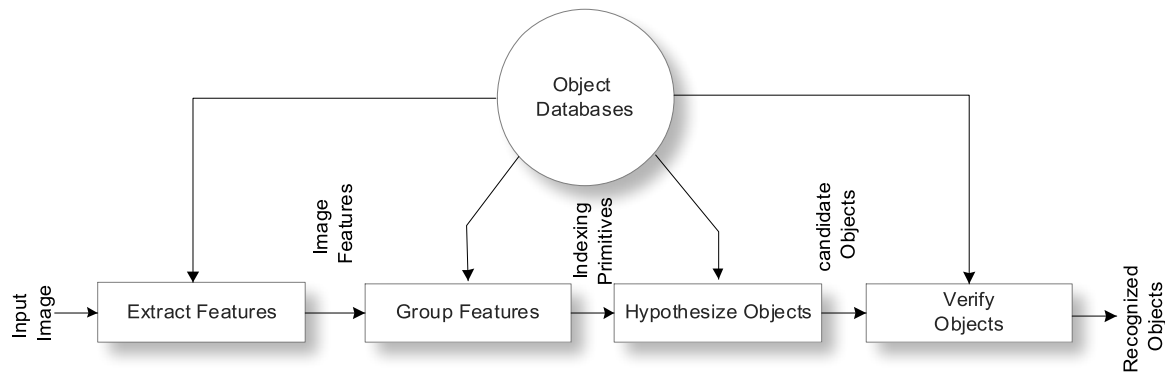 Object
Databases
Image
Features
Indexing
Primitives
candidate
Objects
Input
Image
Extract Features
Group Features
Hypothesize Objects
Verify
Objects
Recognized
Objects